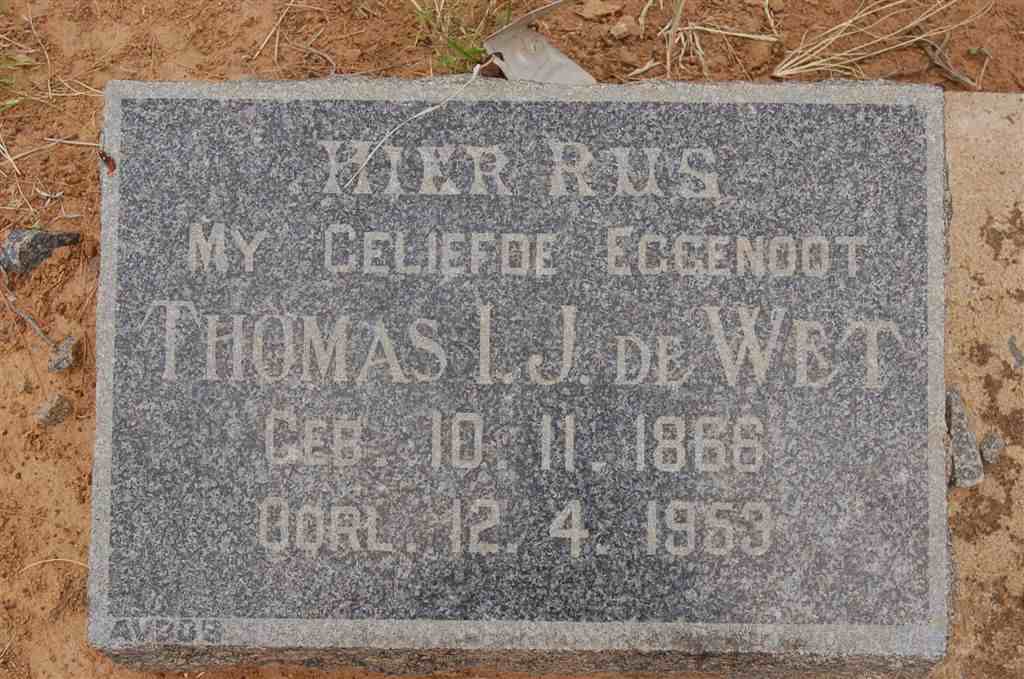 HIER RUS
MY GELIEFDE EGGENOOT
THOMAS I. J. DE WET
GEB. 10. 11. 1866
OORL. 12. 4. 1953